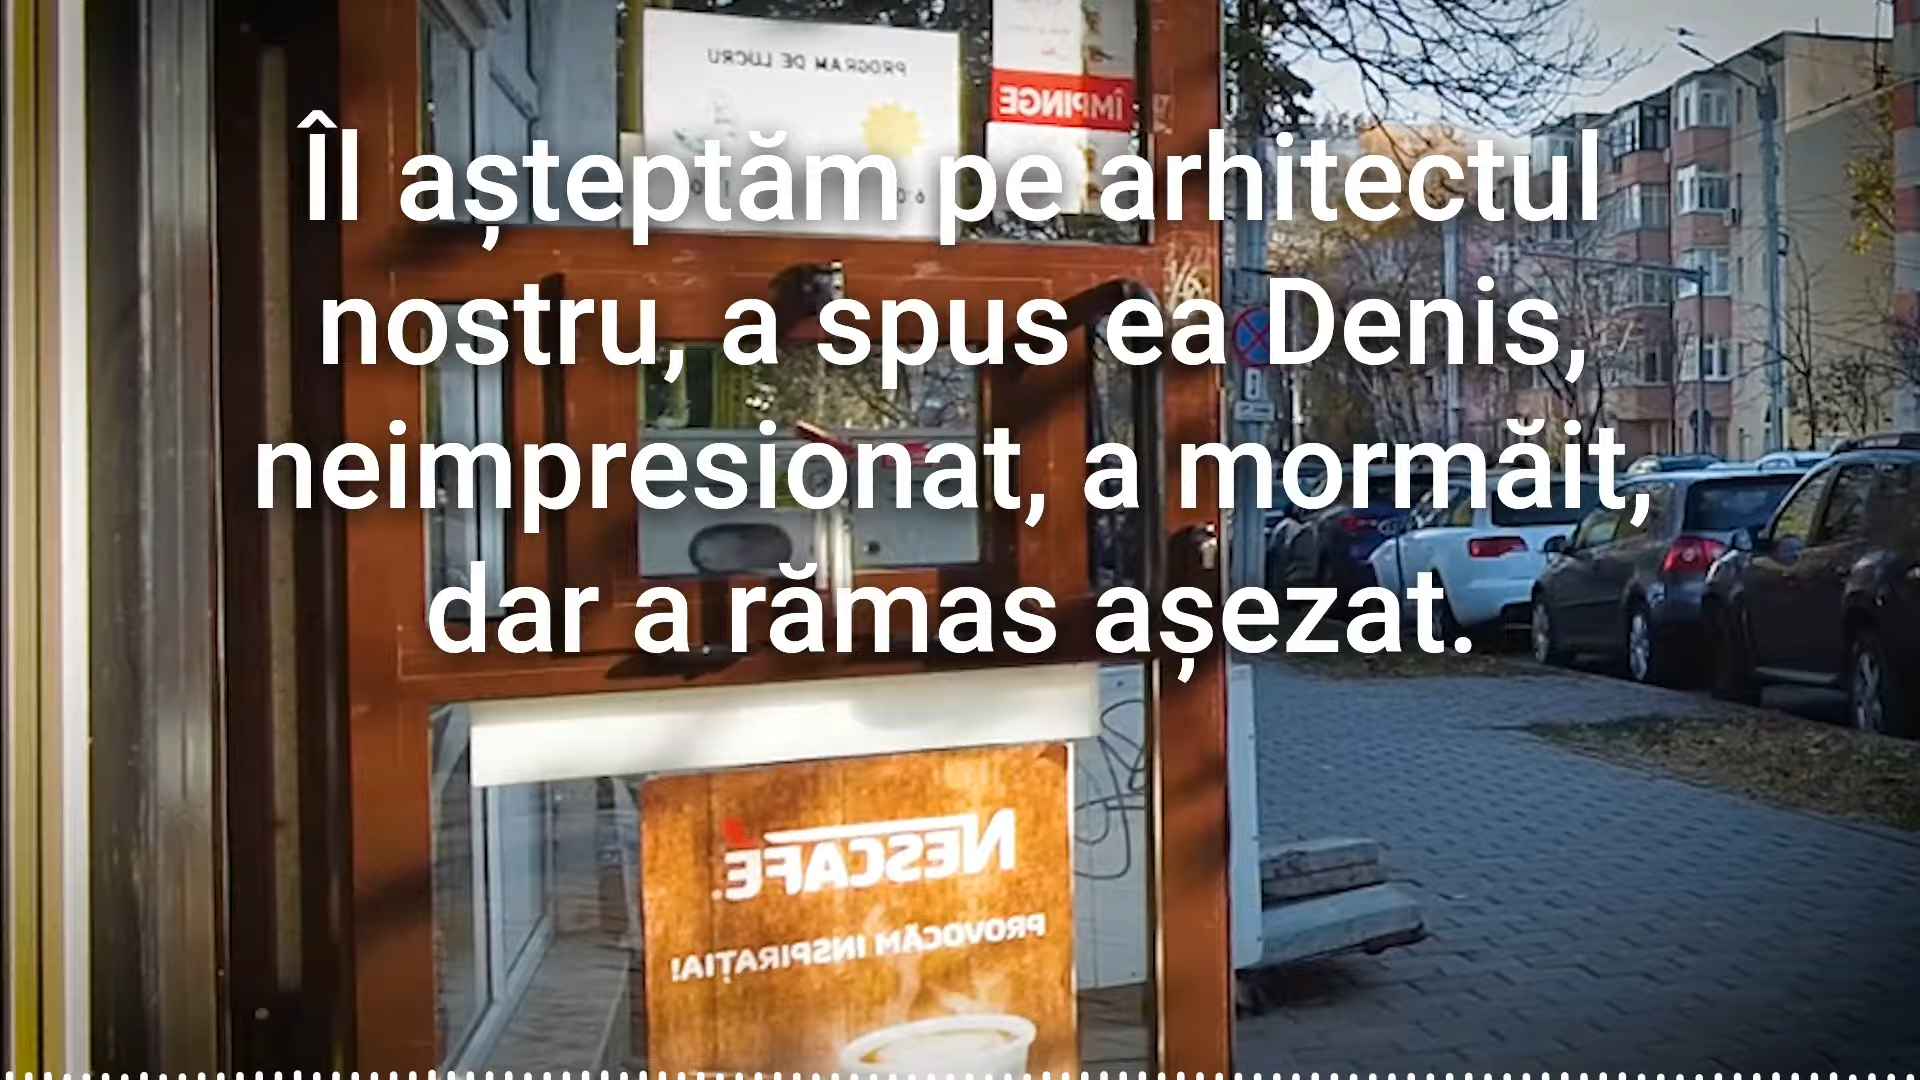 PROGRAM DE LUCRU
ÎMPINGE
Îl așteptăm pe arhitectul
nostru, a spus ea Denis,
neimpresionat, a mormăit,
dar a rămas așezat.
NESCAFÉ.
PROVOCĂM INSPIRAȚIA!